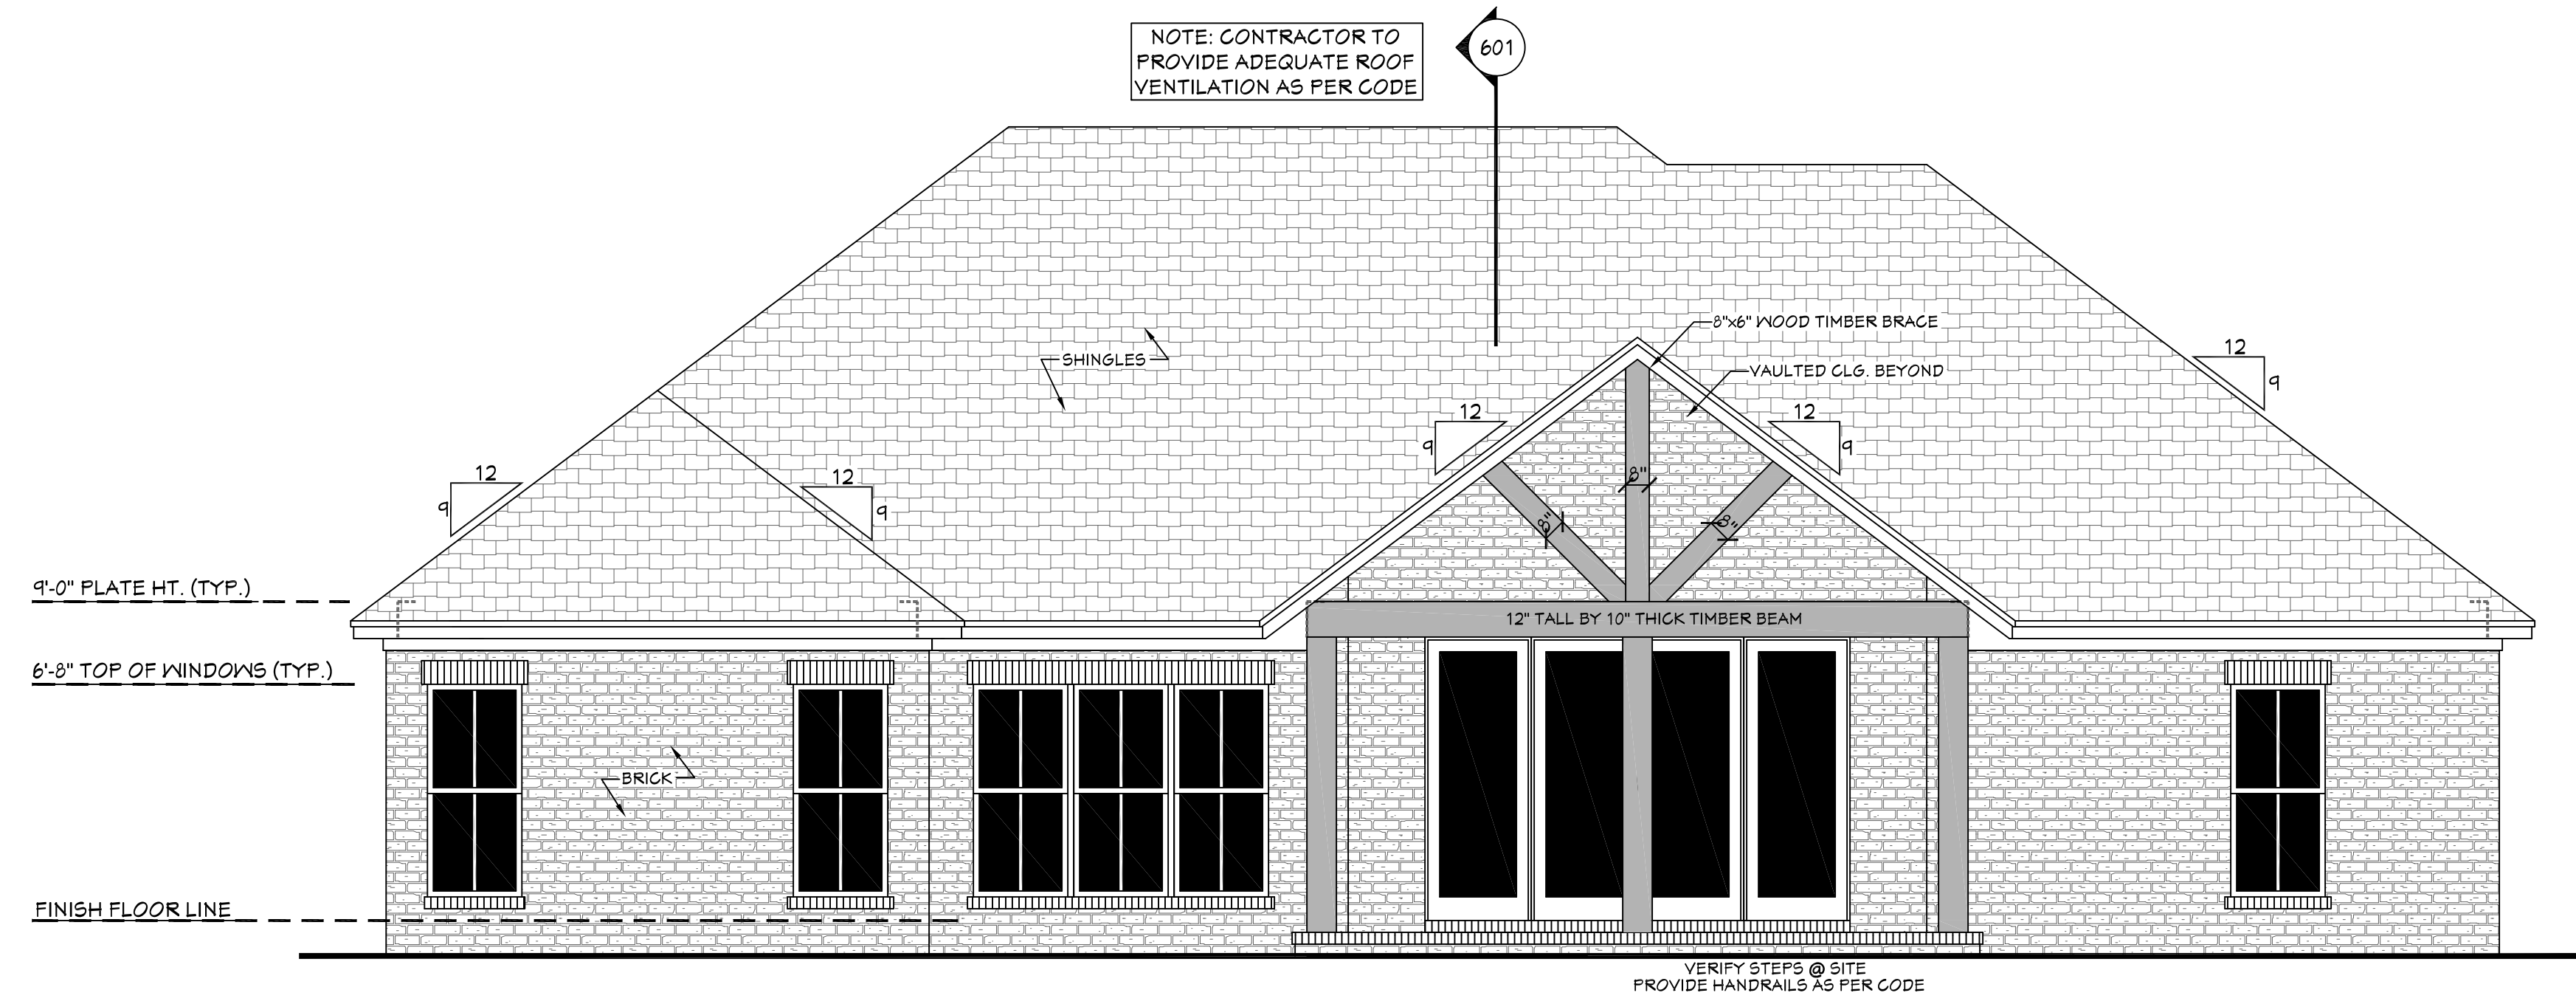 NOTE: CONTRACTOR TO
PROVIDE ADEQUATE ROOF
VENTILATION AS PER CODE
601
8"x6" WOOD TIMBER BRACE
12
9
SHINGLES
VAULTED CLG. BEYOND
12
9
12
9
12
9
12
9
8"
8"
8"
9'-0" PLATE HT. (TYP.)
12" TALL BY 10" THICK TIMBER BEAM
6'-8" TOP OF WINDOWS (TYP.)
BRICK
FINISH FLOOR LINE
VERIFY STEPS @ SITE
PROVIDE HANDRAILS AS PER CODE